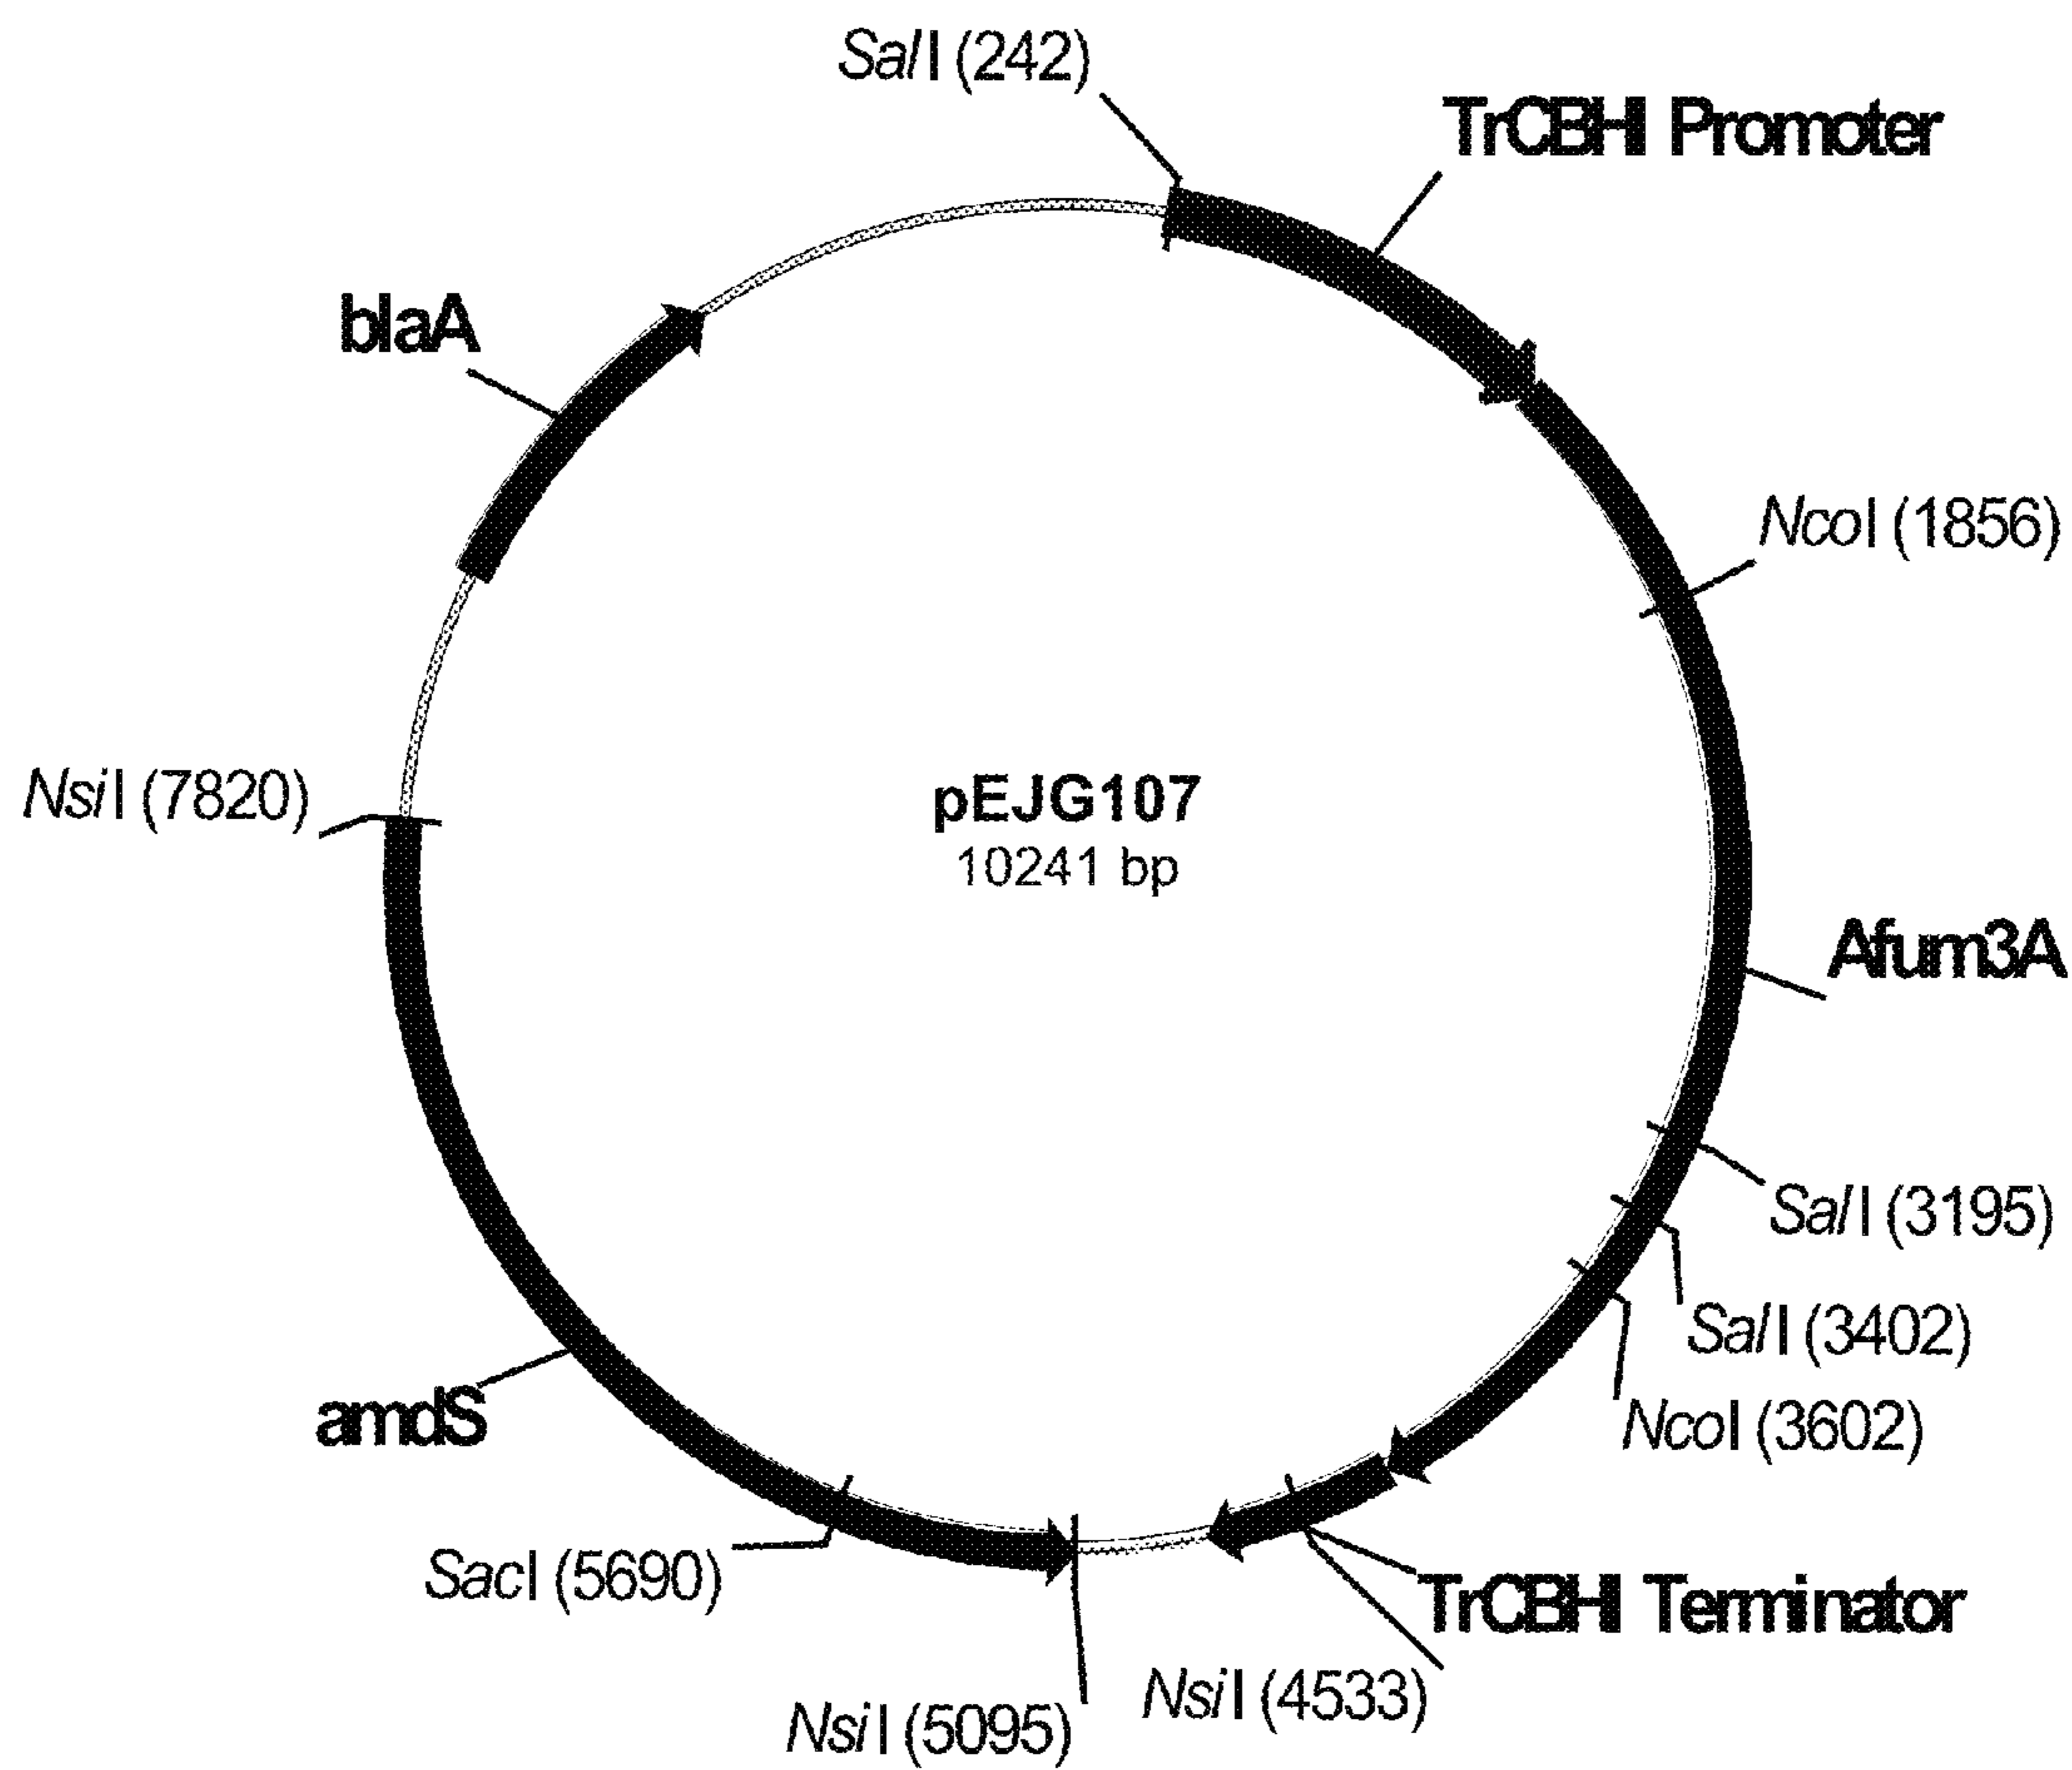 SalI (242)
TrCBHI Promoter
blaA
NcoI (1856)
NsiI (7820)
pEJG107
10241 bp
Afum3A
SalI (3195)
SalI (3402)
amdS
NcoI (3602)
SacI (5690)
TrCBHI Terminator
NsiI (4533)
NsiI (5095)